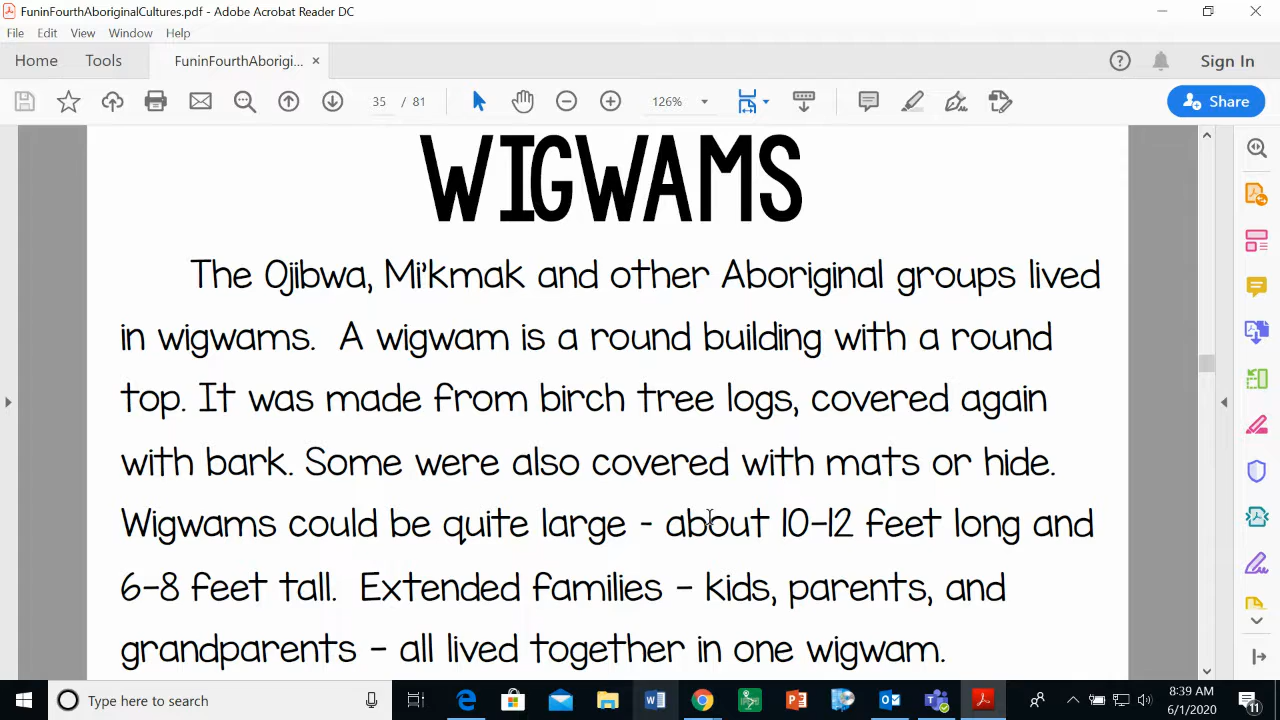 FuninFourthAboriginalCultures.pdf - Adobe Acrobat Reader DC
File Edit View Window Help
Home Tools FuninFourthAborigi... × Sign In
35 / 81 126% Share
WIGWAMS
The Ojibwa, Mi'kmak and other Aboriginal groups lived
in wigwams. A wigwam is a round building with a round
top. It was made from birch tree logs, covered again
with bark. Some were also covered with mats or hide.
Wigwams could be quite large - about 10-12 feet long and
6-8 feet tall. Extended families - kids, parents, and
grandparents - all lived together in one wigwam.
Type here to search
8:39 AM
6/1/2020
11